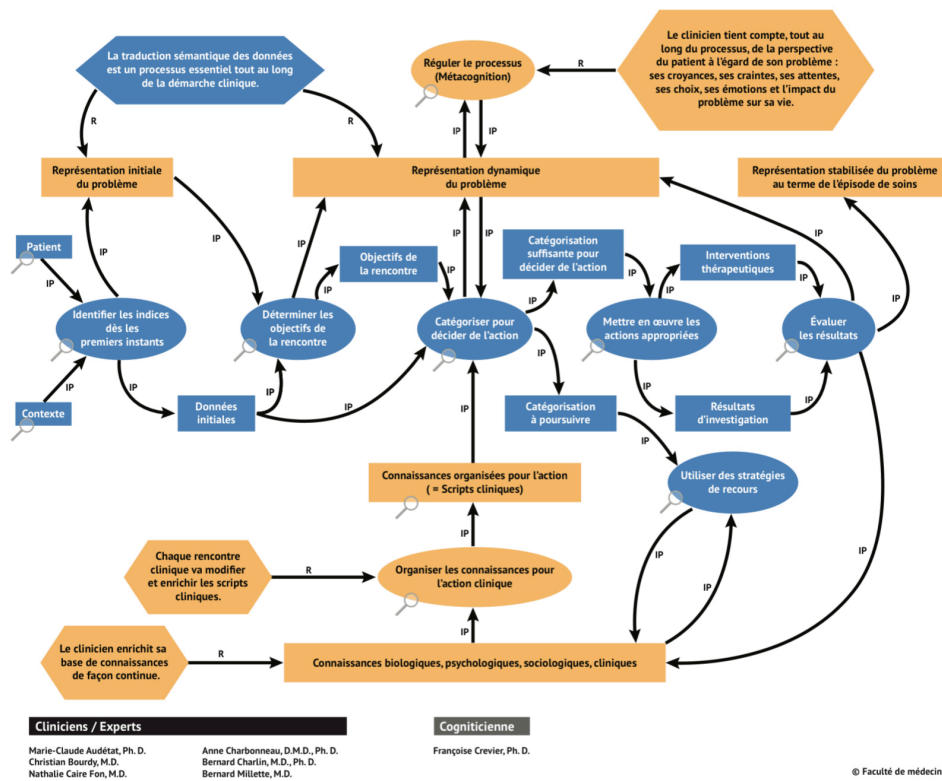 La traduction sémantique des données
est un processus essentiel tout au long
de la démarche clinique.
Réguler le processus
(Métacognition)
R
Le clinicien tient compte, tout au
long du processus, de la perspective
du patient à l'égard de son problème :
ses croyances, ses craintes, ses attentes,
ses choix, ses émotions et l'impact du
problème sur sa vie.
R
R
IP
IP
Représentation initiale
du problème
Représentation dynamique
du problème
Représentation stabilisée du problème
au terme de l'épisode de soins
IP
IP
IP
IP
IP
IP
IP
Patient
IP
Objectifs de
la rencontre
IP
Catégorisation
suffisante pour
décider de l'action
IP
Interventions
thérapeutiques
IP
Identifier les indices
dès les
premiers instants
IP
Déterminer les
objectifs de
la rencontre
Catégoriser pour
décider de l'action
IP
Mettre en œuvre les
actions appropriées
IP
Évaluer
les résultats
IP
IP
IP
IP
IP
IP
IP
Contexte
Données
initiales
Catégorisation
à poursuivre
Résultats
d'investigation
IP
IP
Connaissances organisées pour l'action
( = Scripts cliniques)
Utiliser des stratégies
de recours
IP
IP
IP
IP
Chaque rencontre
clinique va modifier
et enrichir les scripts
cliniques.
R
Organiser les connaissances pour
l'action clinique
IP
Le clinicien enrichit sa
base de connaissances
de façon continue.
R
Connaissances biologiques, psychologiques, sociologiques, cliniques
Cliniciens / Experts
Marie-Claude Audétat, Ph. D.
Christian Bourdy, M.D.
Nathalie Caire Fon, M.D.
Anne Charbonneau, D.M.D., Ph. D.
Bernard Charlin, M.D., Ph. D.
Bernard Millette, M.D.
Cogniticienne
Françoise Crevier, Ph. D.
© Faculté de médecin